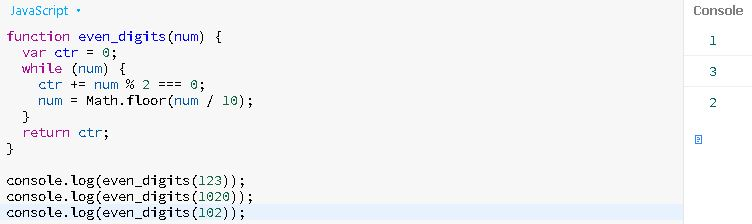 JavaScript
function even_digits(num) {
  var ctr = 0;
  while (num) {
    ctr += num % 2 === 0;
    num = Math.floor(num / 10);
  }
  return ctr;
}
console.log(even_digits(123));
console.log(even_digits(1020));
console.log(even_digits(102));
Console
1
3
2